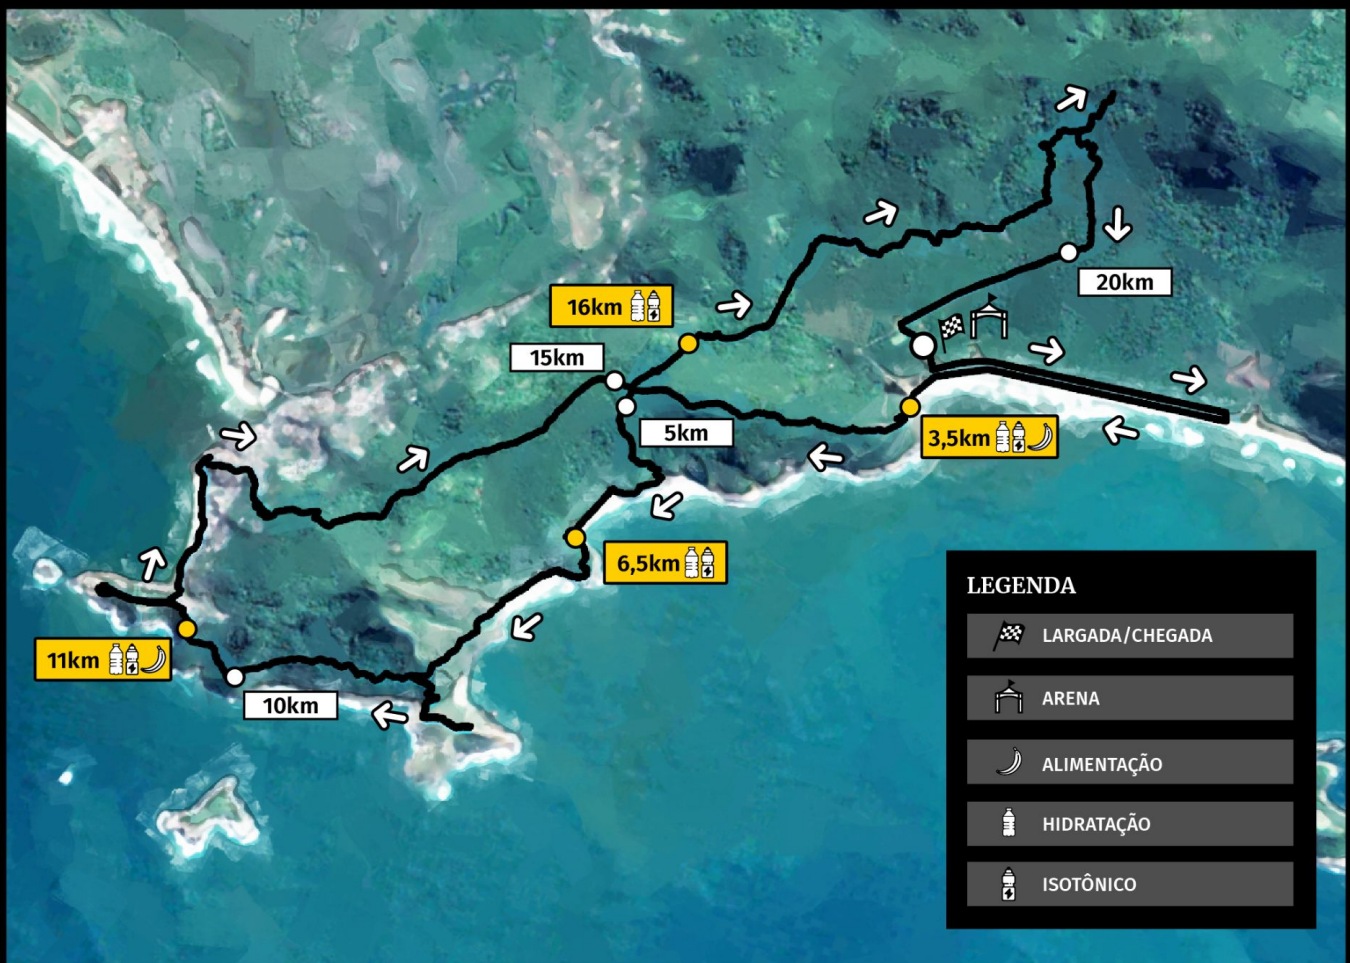 20km
16km
15km
5km
3,5km
6,5km
11km
10km
LEGENDA
LARGADA/CHEGADA
ARENA
ALIMENTAÇÃO
HIDRATAÇÃO
ISOTÔNICO